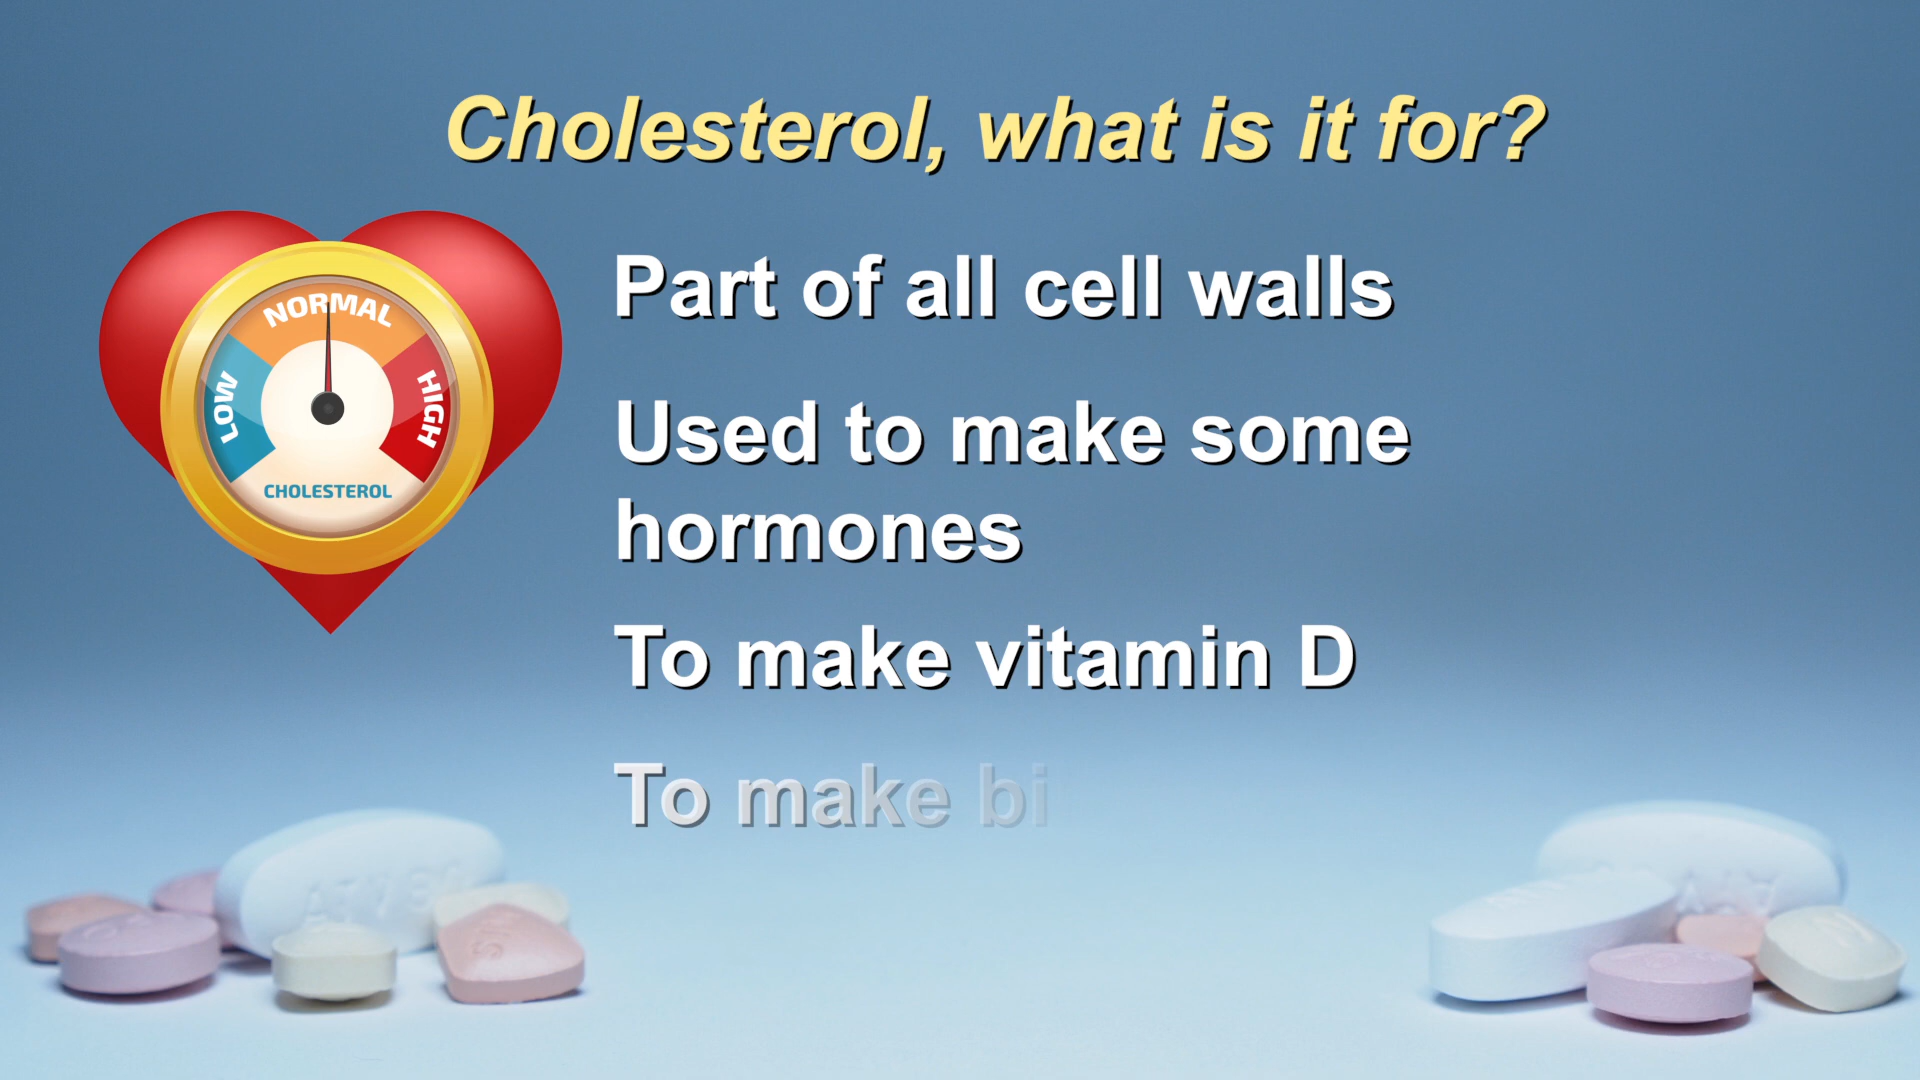 Cholesterol, what is it for?
NORMAL
LOW
HIGH
CHOLESTEROL
Part of all cell walls
Used to make some
hormones
To make vitamin D
To make bi